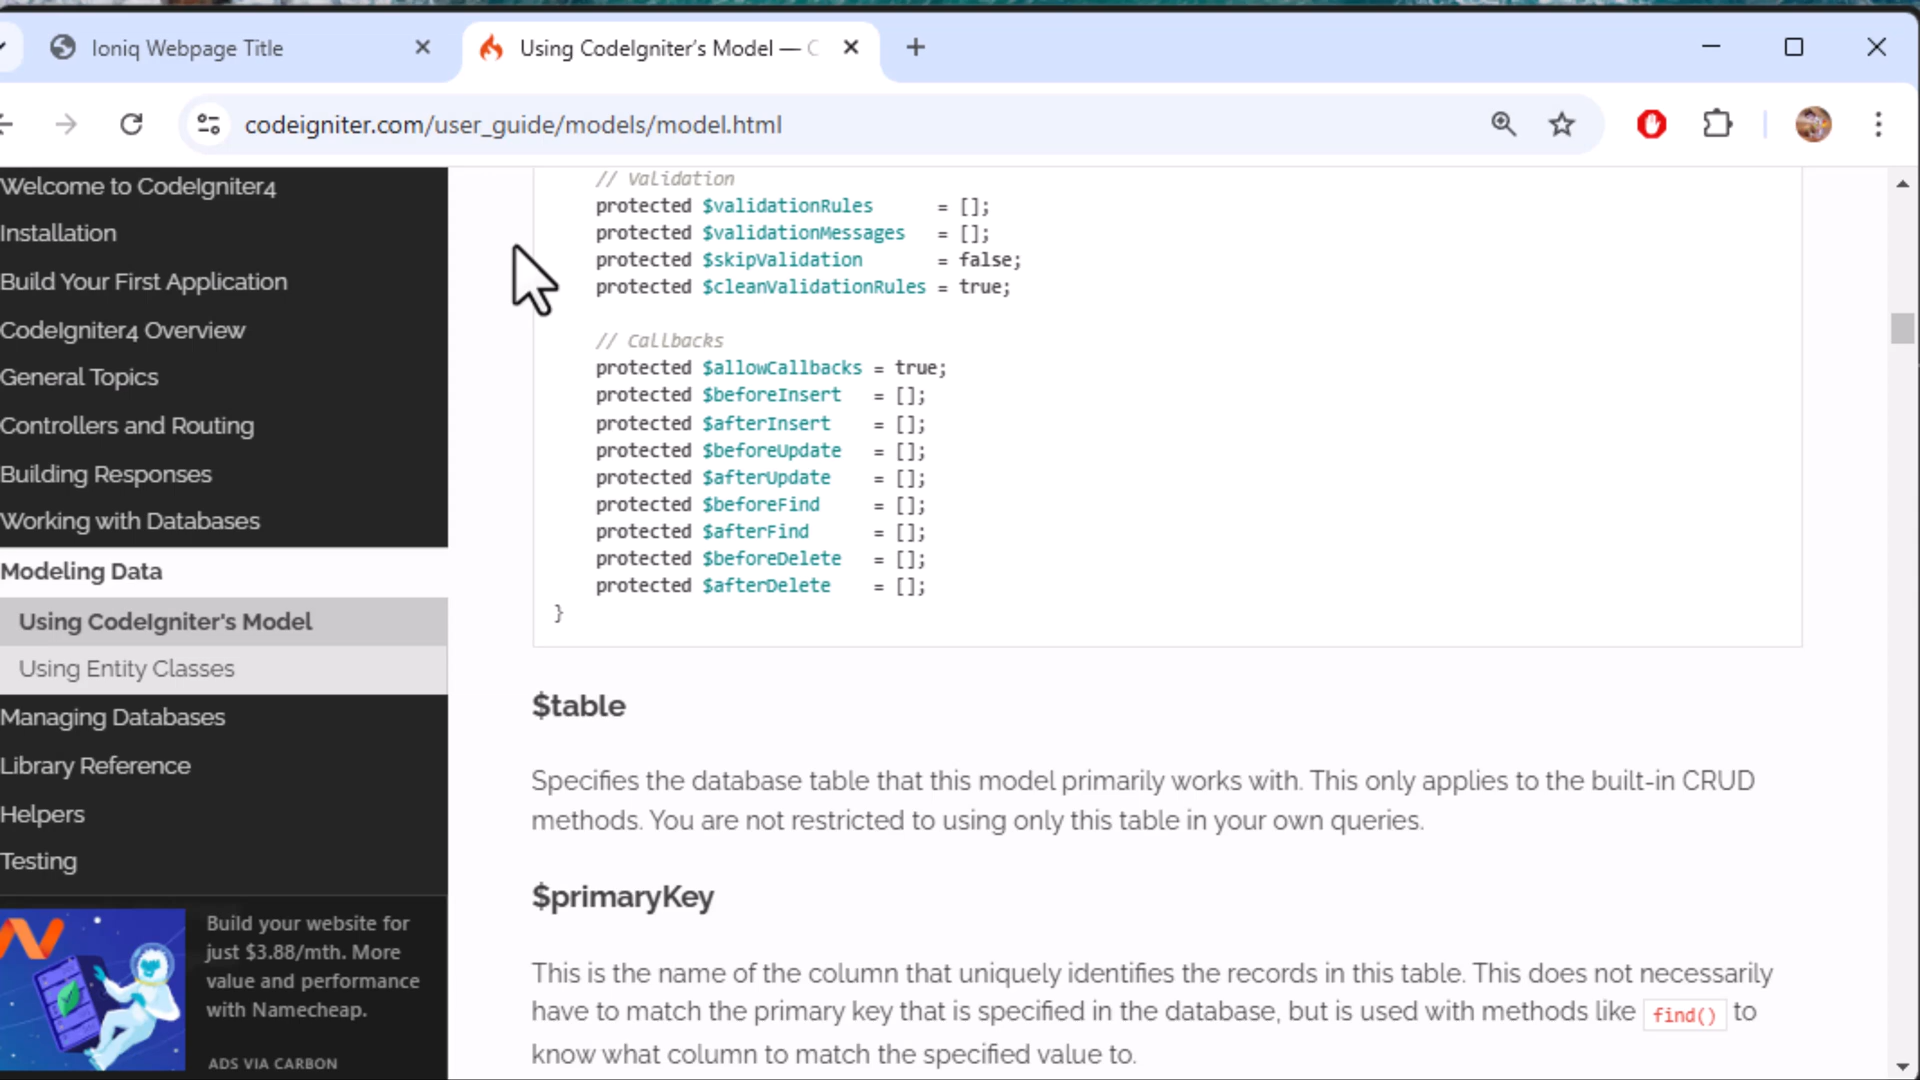 Ioniq Webpage Title
Using CodeIgniter's Model — C
codeigniter.com/user_guide/models/model.html
Welcome to CodeIgniter4
Installation
Build Your First Application
CodeIgniter4 Overview
General Topics
Controllers and Routing
Building Responses
Working with Databases
Modeling Data
Using CodeIgniter's Model
Using Entity Classes
Managing Databases
Library Reference
Helpers
Testing
Build your website for
just $3.88/mth. More
value and performance
with Namecheap.
ADS VIA CARBON
// Validation
protected $validationRules      = [];
protected $validationMessages   = [];
protected $skipValidation       = false;
protected $cleanValidationRules = true;
// Callbacks
protected $allowCallbacks = true;
protected $beforeInsert   = [];
protected $afterInsert    = [];
protected $beforeUpdate   = [];
protected $afterUpdate    = [];
protected $beforeFind     = [];
protected $afterFind      = [];
protected $beforeDelete   = [];
protected $afterDelete    = [];
}
$table
Specifies the database table that this model primarily works with. This only applies to the built-in CRUD
methods. You are not restricted to using only this table in your own queries.
$primaryKey
This is the name of the column that uniquely identifies the records in this table. This does not necessarily
have to match the primary key that is specified in the database, but is used with methods like find() to
know what column to match the specified value to.